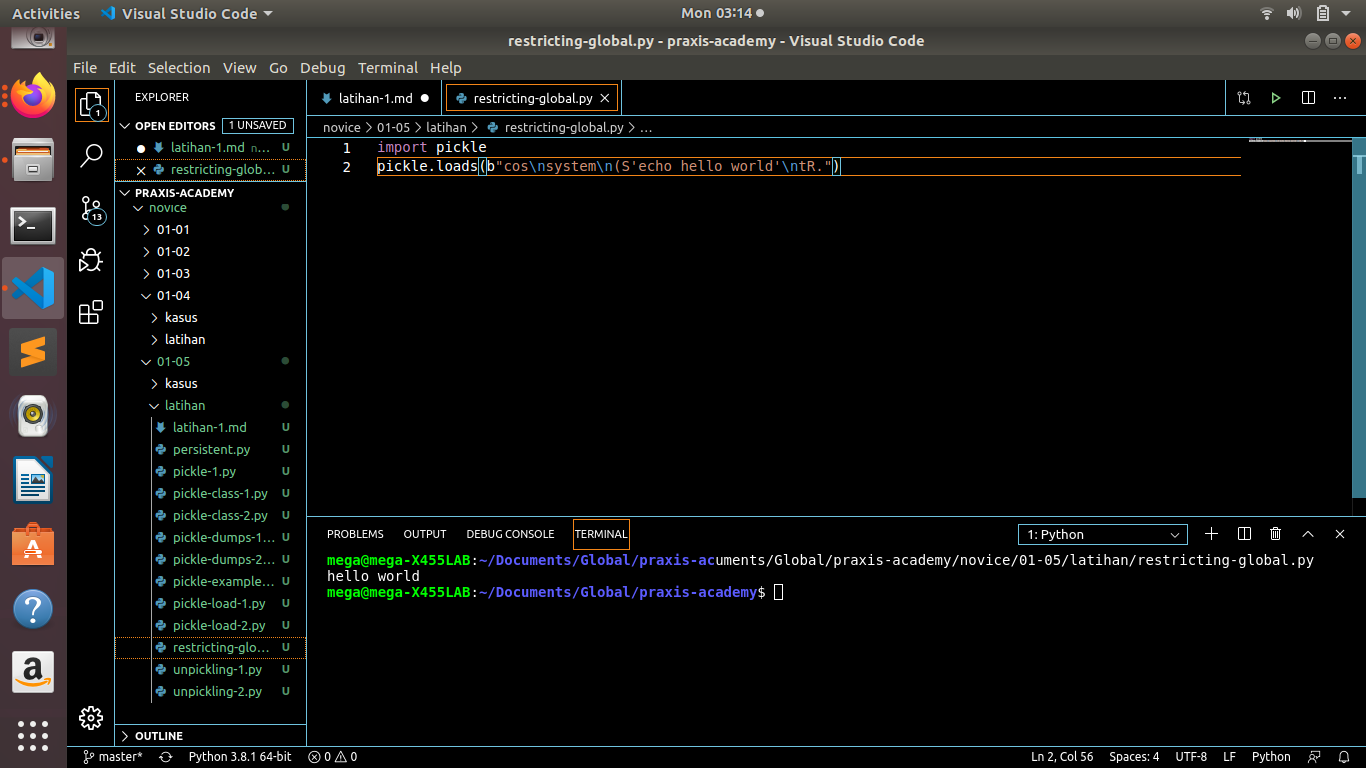 Activities Visual Studio Code Mon 03:14
restricting-global.py - praxis-academy - Visual Studio Code
File Edit Selection View Go Debug Terminal Help
EXPLORER
OPEN EDITORS 1 UNSAVED
latihan-1.md n... U
restricting-glob... U
PRAXIS-ACADEMY
novice
01-01
01-02
01-03
01-04
kasus
latihan
01-05
kasus
latihan
latihan-1.md U
persistent.py U
pickle-1.py U
pickle-class-1.py U
pickle-class-2.py U
pickle-dumps-1... U
pickle-dumps-2... U
pickle-example... U
pickle-load-1.py U
pickle-load-2.py U
restricting-glo... U
unpickling-1.py U
unpickling-2.py U
OUTLINE
1
13
latihan-1.md restricting-global.py
novice > 01-05 > latihan > restricting-global.py > ...
1 import pickle
2 pickle.loads(b"cos\nsystem\n(S'echo hello world'\ntR.")
PROBLEMS OUTPUT DEBUG CONSOLE TERMINAL 1: Python
mega@mega-X455LAB:~/Documents/Global/praxis-acuments/Global/praxis-academy/novice/01-05/latihan/restricting-global.py
hello world
mega@mega-X455LAB:~/Documents/Global/praxis-academy$
master* Python 3.8.1 64-bit 0 0 Ln 2, Col 56 Spaces: 4 UTF-8 LF Python